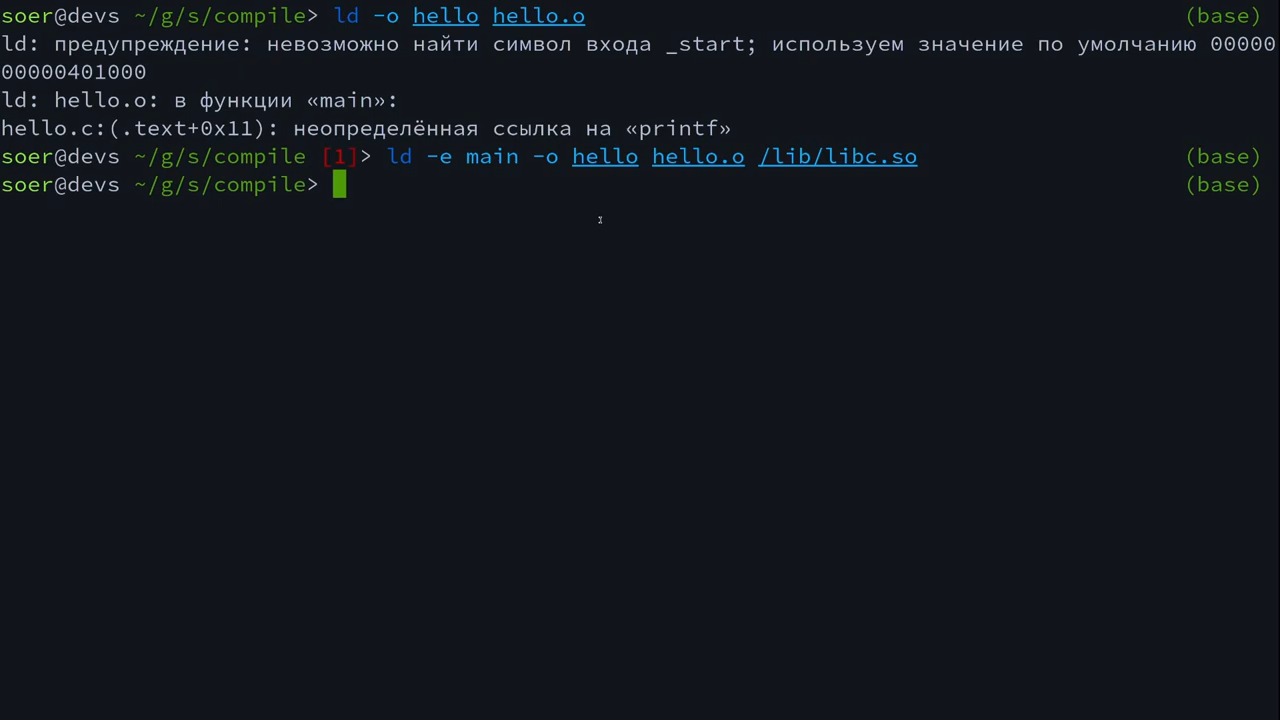 soer@devs ~/g/s/compile> ld -o hello hello.o (base)
ld: предупреждение: невозможно найти символ входа _start; используем значение по умолчанию 00000
00000401000
ld: hello.o: в функции «main»:
hello.c:(.text+0x11): неопределённая ссылка на «printf»
soer@devs ~/g/s/compile [1]> ld -e main -o hello hello.o /lib/libc.so (base)
soer@devs ~/g/s/compile> (base)